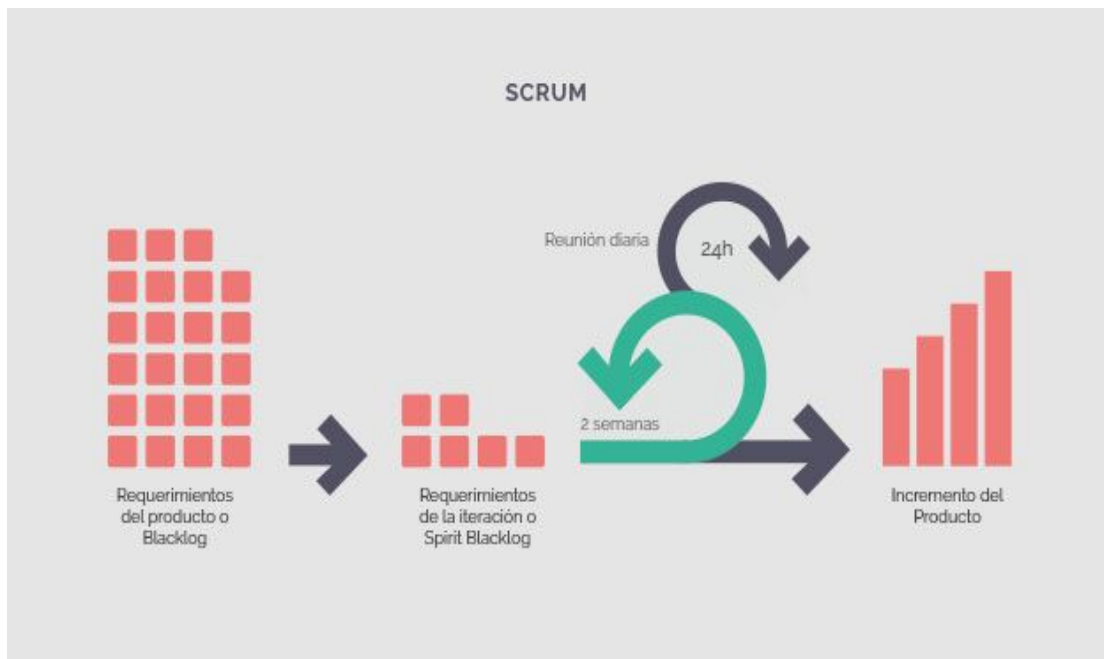 SCRUM
Reunión diaria
24h
2 semanas
Requerimientos
del producto o
Blacklog
Requerimientos
de la iteración o
Spirit Blacklog
Incremento del
Producto